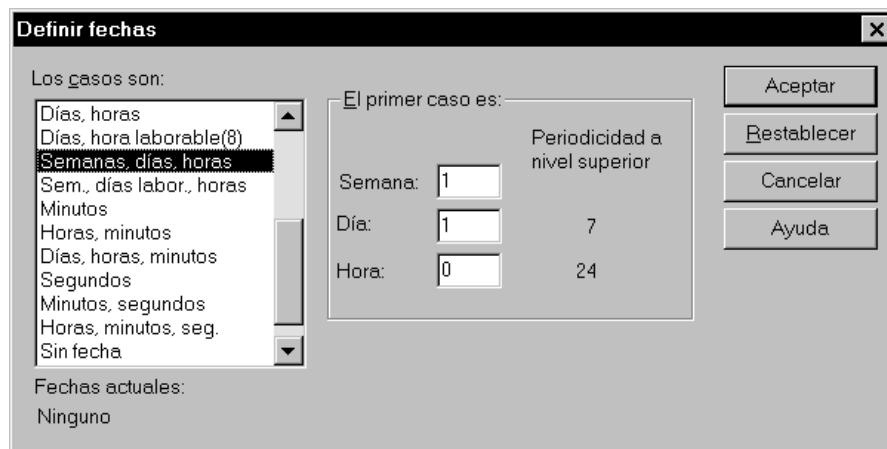 Definir fechas
Los casos son:
Días, horas
Días, hora laborable(8)
Semanas, días, horas
Sem., días labor., horas
Minutos
Horas, minutos
Días, horas, minutos
Segundos
Minutos, segundos
Horas, minutos, seg.
Sin fecha
Fechas actuales:
Ninguno
El primer caso es:
Periodicidad a
nivel superior
Semana: 1
Día: 1 7
Hora: 0 24
Aceptar
Restablecer
Cancelar
Ayuda